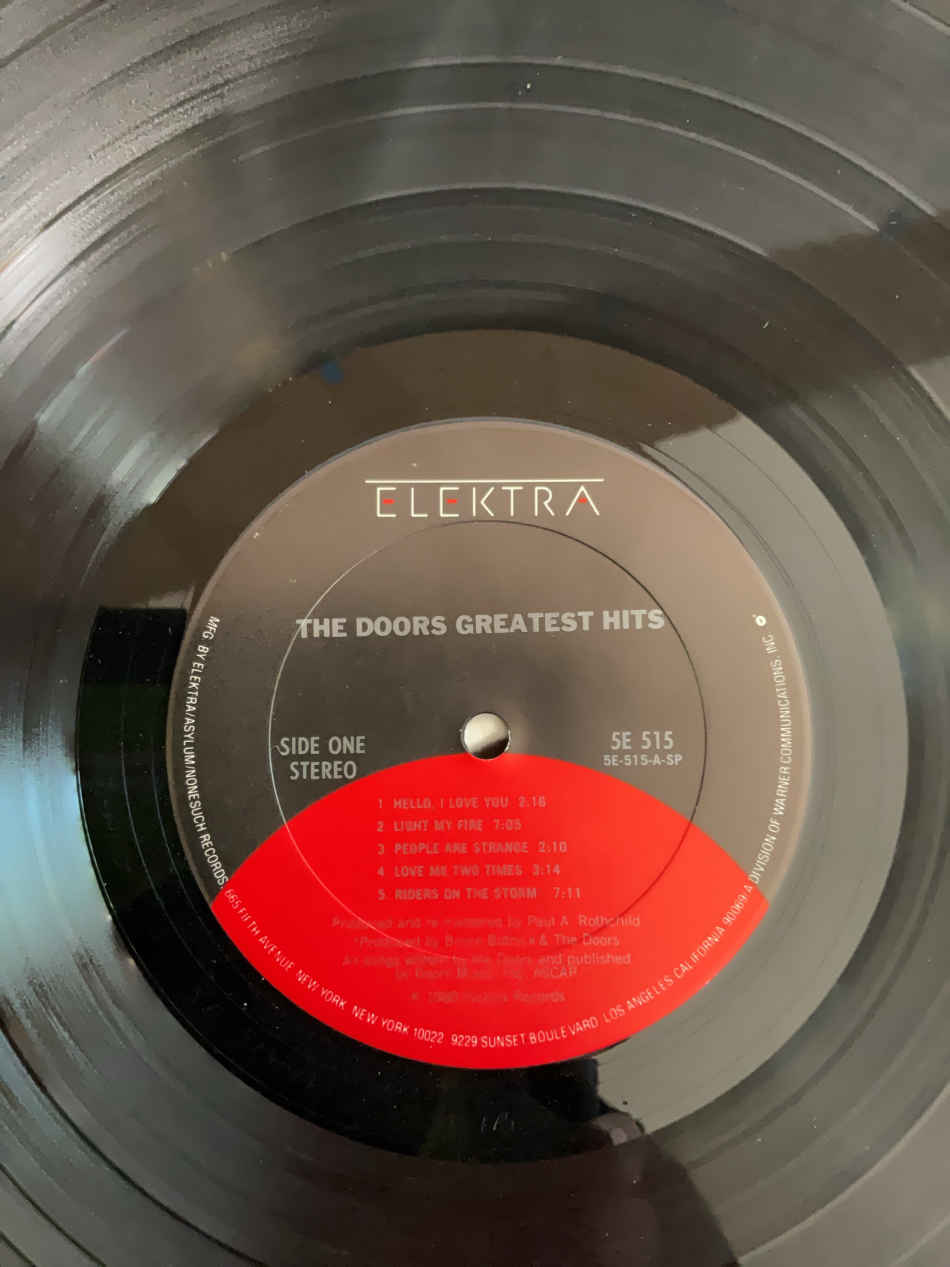 ELEKTRA
THE DOORS GREATEST HITS
SIDE ONE
STEREO
5E 515
5E-515-A-SP
1 HELLO, I LOVE YOU 2:16
2 LIGHT MY FIRE 7:05
3 PEOPLE ARE STRANGE 2:10
4 LOVE ME TWO TIMES 3:14
5. RIDERS ON THE STORM 7:11
Produced and re-mastered by Paul A. Rothchild
*Produced by Bruce Botnick & The Doors
All songs written by The Doors and published
by Doors Music Co. ASCAP
1980 Records
MFG. BY ELEKTRA/ASYLUM/NONESUCH RECORDS, 665 FIFTH AVENUE NEW YORK, NEW YORK 10022 9229 SUNSET BOULEVARD, LOS ANGELES CALIFORNIA 90069 A DIVISION OF WARNER COMMUNICATIONS, INC.